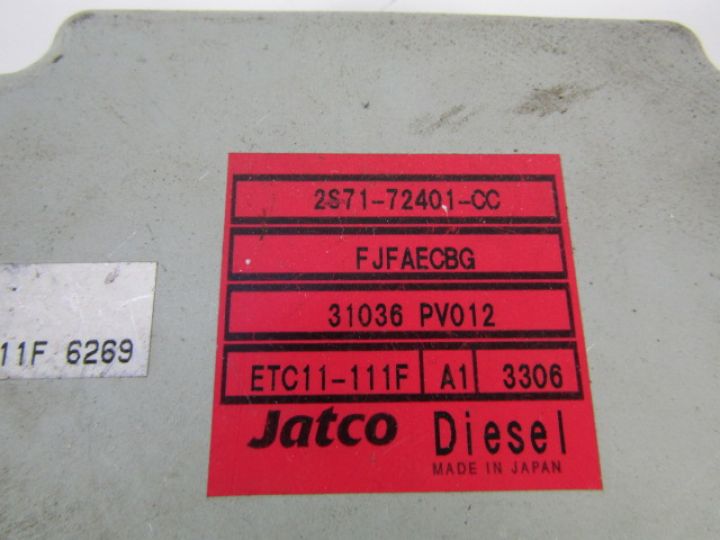 2S71-72401-CC
FJFAECBG
31036 PV012
11F 6269
ETC11-111F A1 3306
Jatco Diesel
MADE IN JAPAN